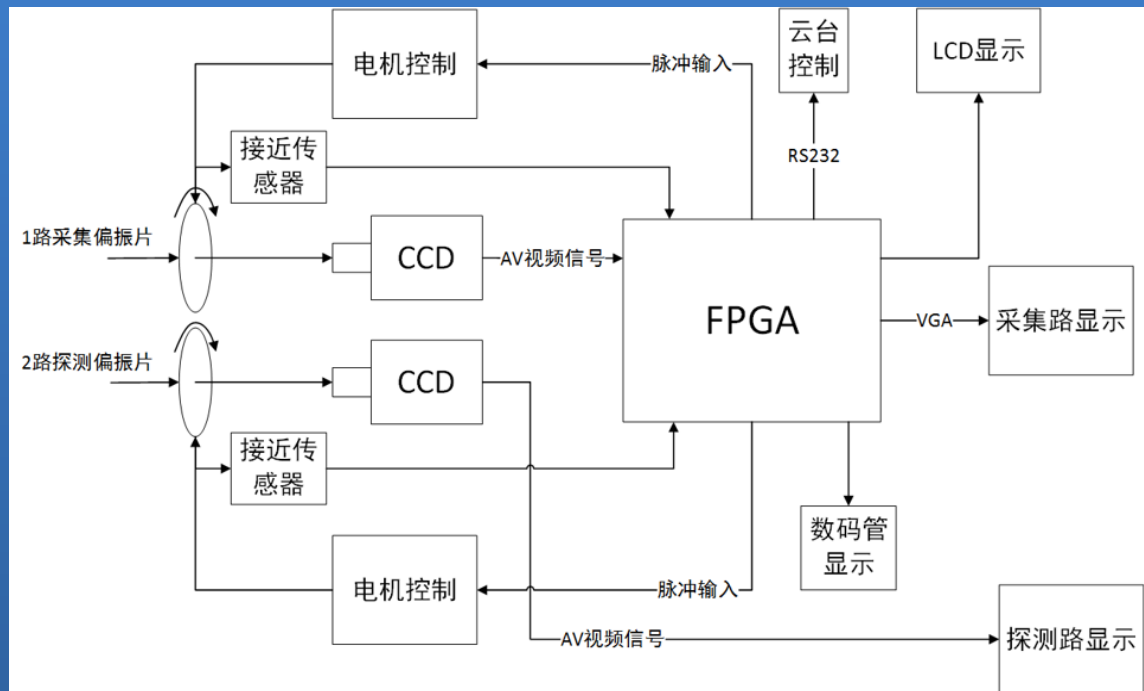 电机控制
脉冲输入
云台
控制
LCD显示
接近传
感器
RS232
1路采集偏振片
CCD
AV视频信号
FPGA
VGA
采集路显示
2路探测偏振片
CCD
接近传
感器
数码管
显示
电机控制
脉冲输入
AV视频信号
探测路显示